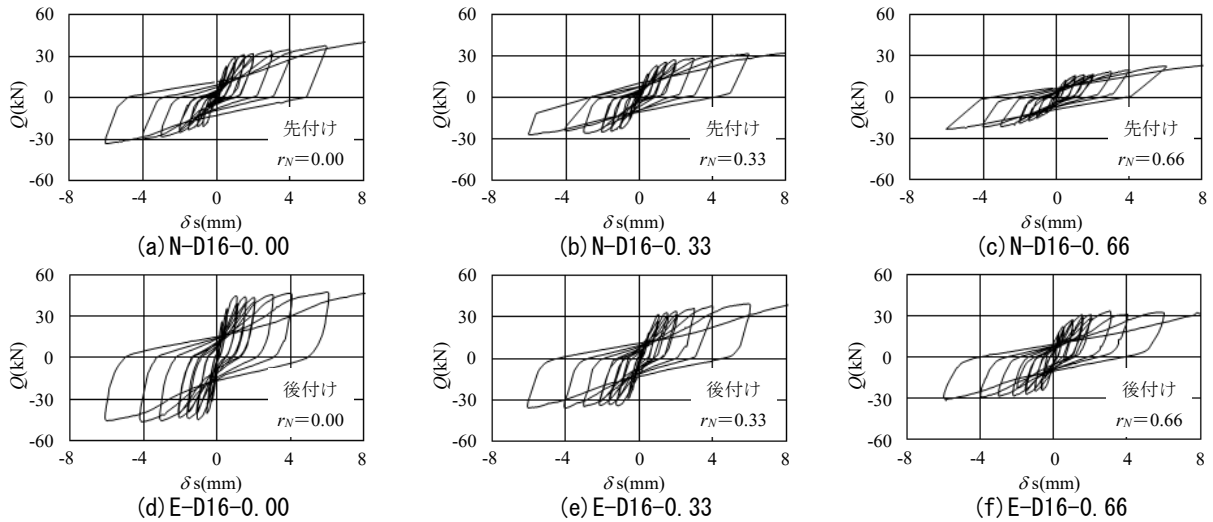 60
30
0
-30
-60
Q(kN)
先付け
rN=0.00
-8 -4 0 4 8
δs(mm)
(a)N-D16-0.00
60
30
0
-30
-60
Q(kN)
先付け
rN=0.33
-8 -4 0 4 8
δs(mm)
(b)N-D16-0.33
60
30
0
-30
-60
Q(kN)
先付け
rN=0.66
-8 -4 0 4 8
δs(mm)
(c)N-D16-0.66
60
30
0
-30
-60
Q(kN)
後付け
rN=0.00
-8 -4 0 4 8
δs(mm)
(d)E-D16-0.00
60
30
0
-30
-60
Q(kN)
後付け
rN=0.33
-8 -4 0 4 8
δs(mm)
(e)E-D16-0.33
60
30
0
-30
-60
Q(kN)
後付け
rN=0.66
-8 -4 0 4 8
δs(mm)
(f)E-D16-0.66